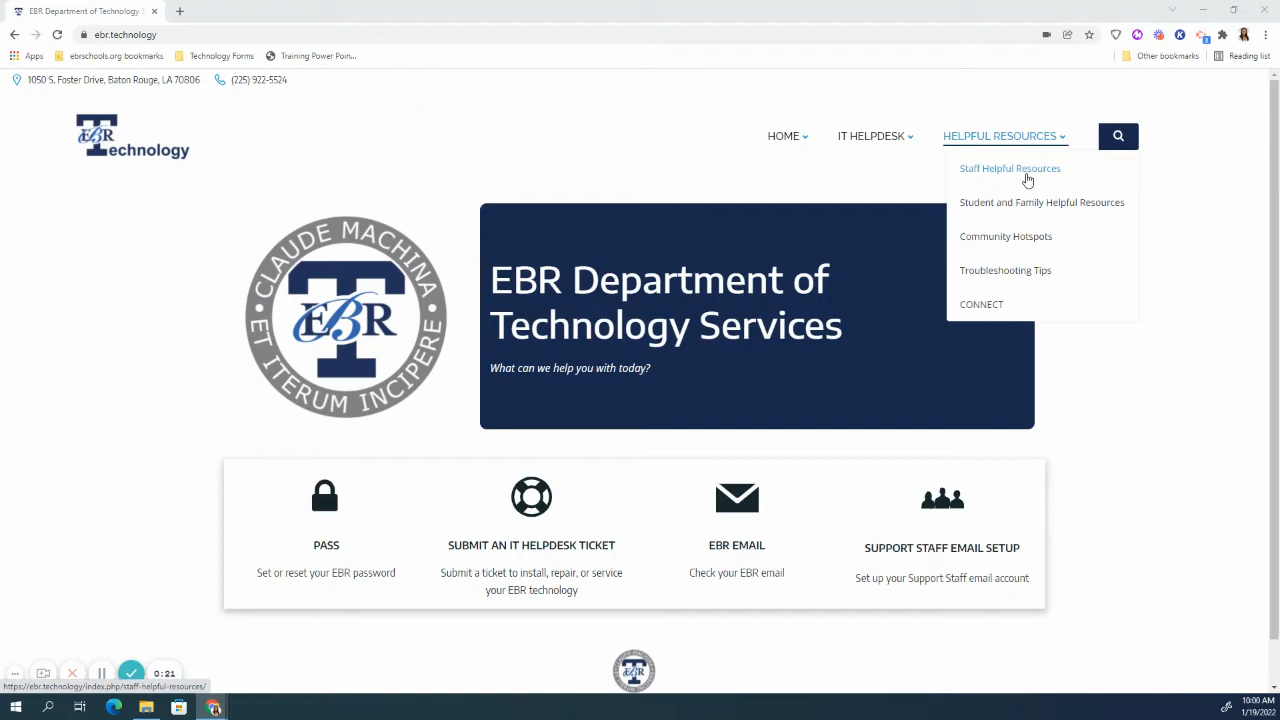 EBR Department of Technology S
ebr.technology
Apps
ebrschools.org bookmarks
Technology Forms
Training Power Poin...
Other bookmarks
Reading list
1050 S. Foster Drive, Baton Rouge, LA 70806
(225) 922-5524
EBR
Technology
HOME
IT HELPDESK
HELPFUL RESOURCES
Staff Helpful Resources
Student and Family Helpful Resources
Community Hotspots
Troubleshooting Tips
CONNECT
CLAUDE MACHINA
T
EBR
ET ITERUM INCIPERE
EBR Department of
Technology Services
What can we help you with today?
PASS
Set or reset your EBR password
SUBMIT AN IT HELPDESK TICKET
Submit a ticket to install, repair, or service
your EBR technology
EBR EMAIL
Check your EBR email
SUPPORT STAFF EMAIL SETUP
Set up your Support Staff email account
0:21
https://ebr.technology/index.php/staff-helpful-resources/
10:00 AM
1/19/2022